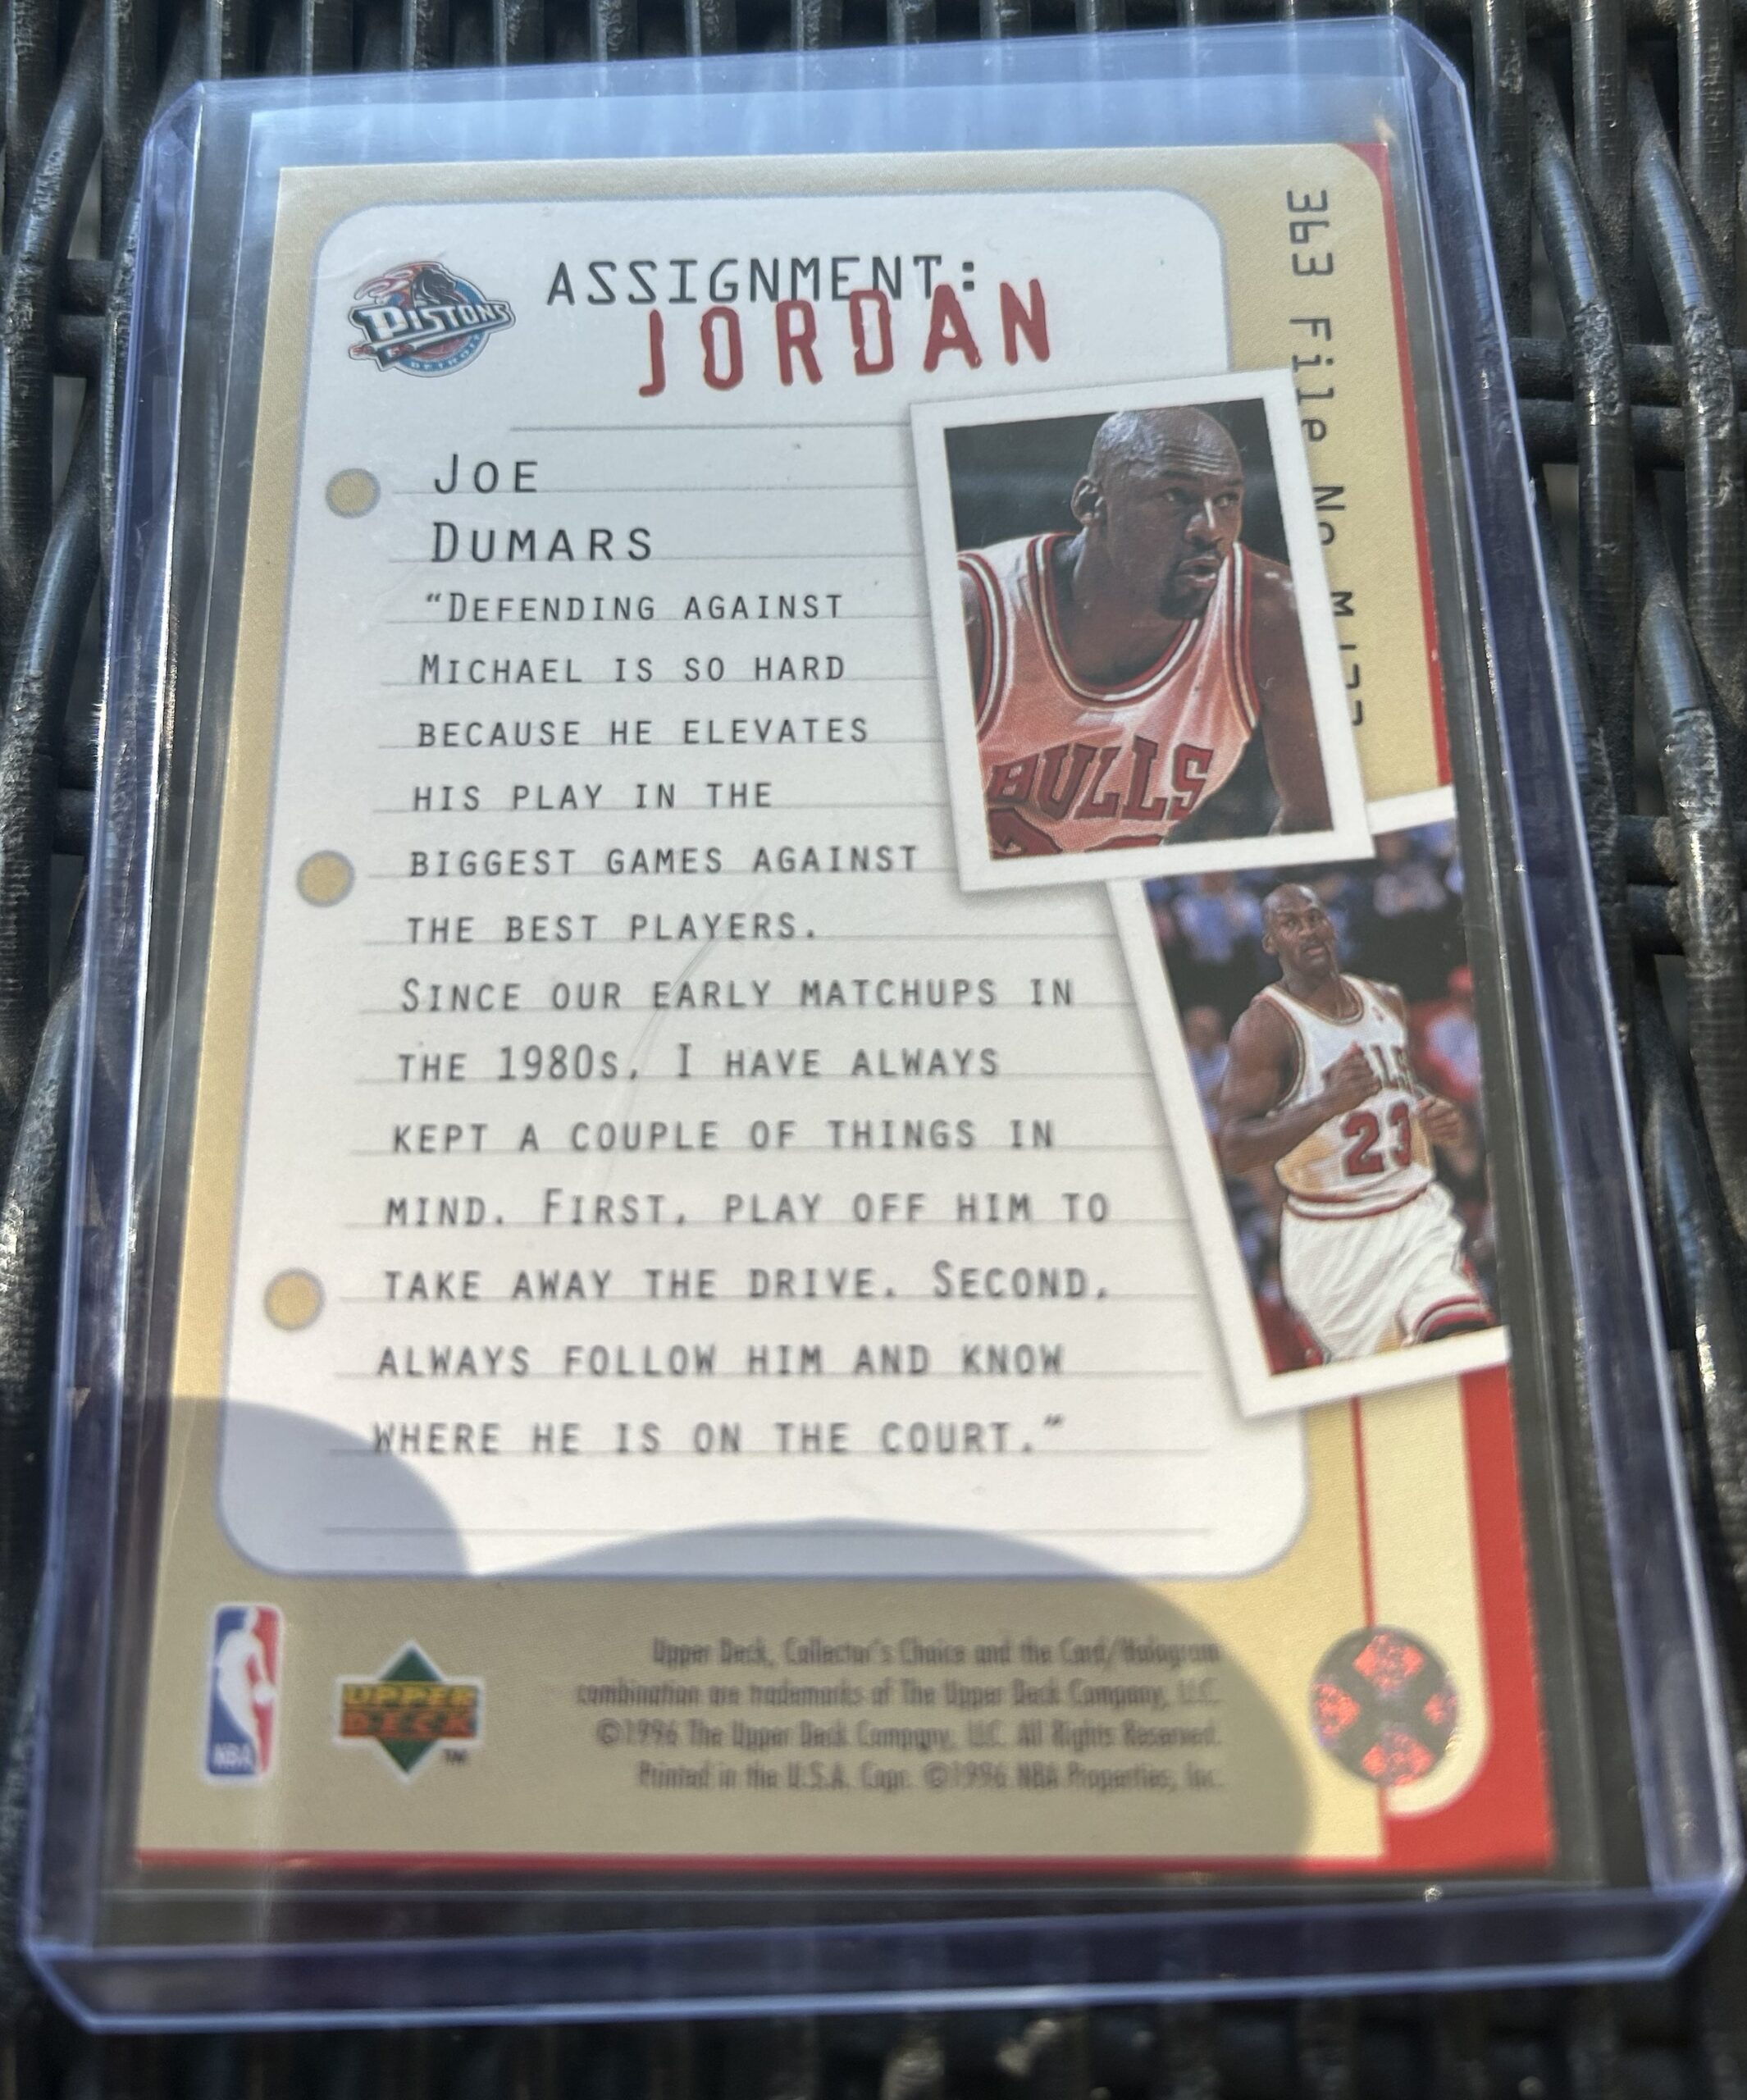 PISTONS
DETROIT
ASSIGNMENT:
JORDAN
363 File No M
JOE
DUMARS
“DEFENDING AGAINST
MICHAEL IS SO HARD
BECAUSE HE ELEVATES
HIS PLAY IN THE
BIGGEST GAMES AGAINST
THE BEST PLAYERS.
SINCE OUR EARLY MATCHUPS IN
THE 1980S, I HAVE ALWAYS
KEPT A COUPLE OF THINGS IN
MIND. FIRST, PLAY OFF HIM TO
TAKE AWAY THE DRIVE. SECOND,
ALWAYS FOLLOW HIM AND KNOW
WHERE HE IS ON THE COURT.”
BULLS
23
NBA
UPPER
DECK
TM
Upper Deck, Collector's Choice and the Card/Hologram
combination are trademarks of The Upper Deck Company, LLC.
©1996 The Upper Deck Company, LLC. All Rights Reserved.
Printed in the U.S.A. Copr. ©1996 NBA Properties, Inc.